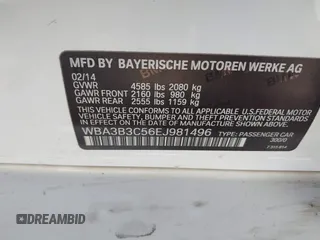 MFD BY BAYERISCHE MOTOREN WERKE AG
02/14
GVWR 4585 lbs 2080 kg
GAWR FRONT 2160 lbs 980 kg
GAWR REAR 2555 lbs 1159 kg
THIS VEHICLE CONFORMS TO ALL APPLICABLE
U.S. FEDERAL MOTOR VEHICLE SAFETY, BUMPER,
AND THEFT PREVENTION STANDARDS IN EFFECT
ON THE DATE OF MANUFACTURE SHOWN ABOVE.
WBA3B3C56EJ981496 TYPE: PASSENGER CAR
300/0
DREAMBID